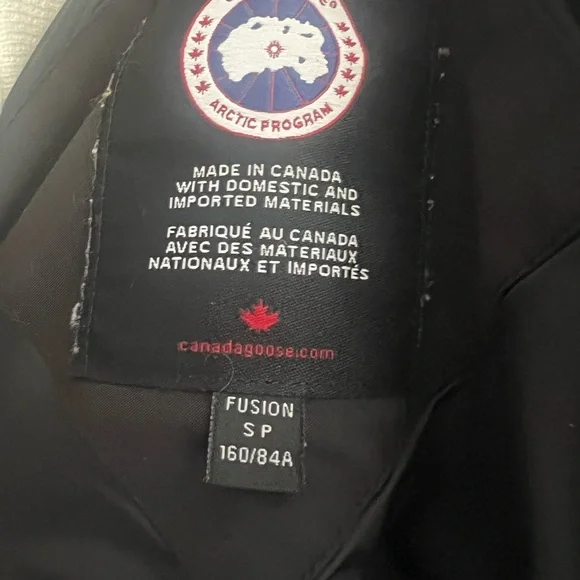 ARCTIC PROGRAM
MADE IN CANADA
WITH DOMESTIC AND
IMPORTED MATERIALS
FABRIQUÉ AU CANADA
AVEC DES MATÉRIAUX
NATIONAUX ET IMPORTÉS
canadagoose.com
FUSION
S P
160/84A